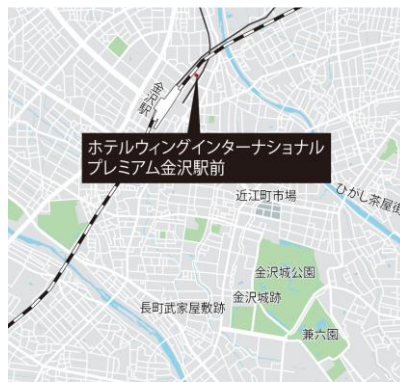 金沢駅
ホテルウィングインターナショナル
プレミアム金沢駅前
近江町市場
ひがし茶屋街
金沢城公園
金沢城跡
長町武家屋敷跡
兼六園